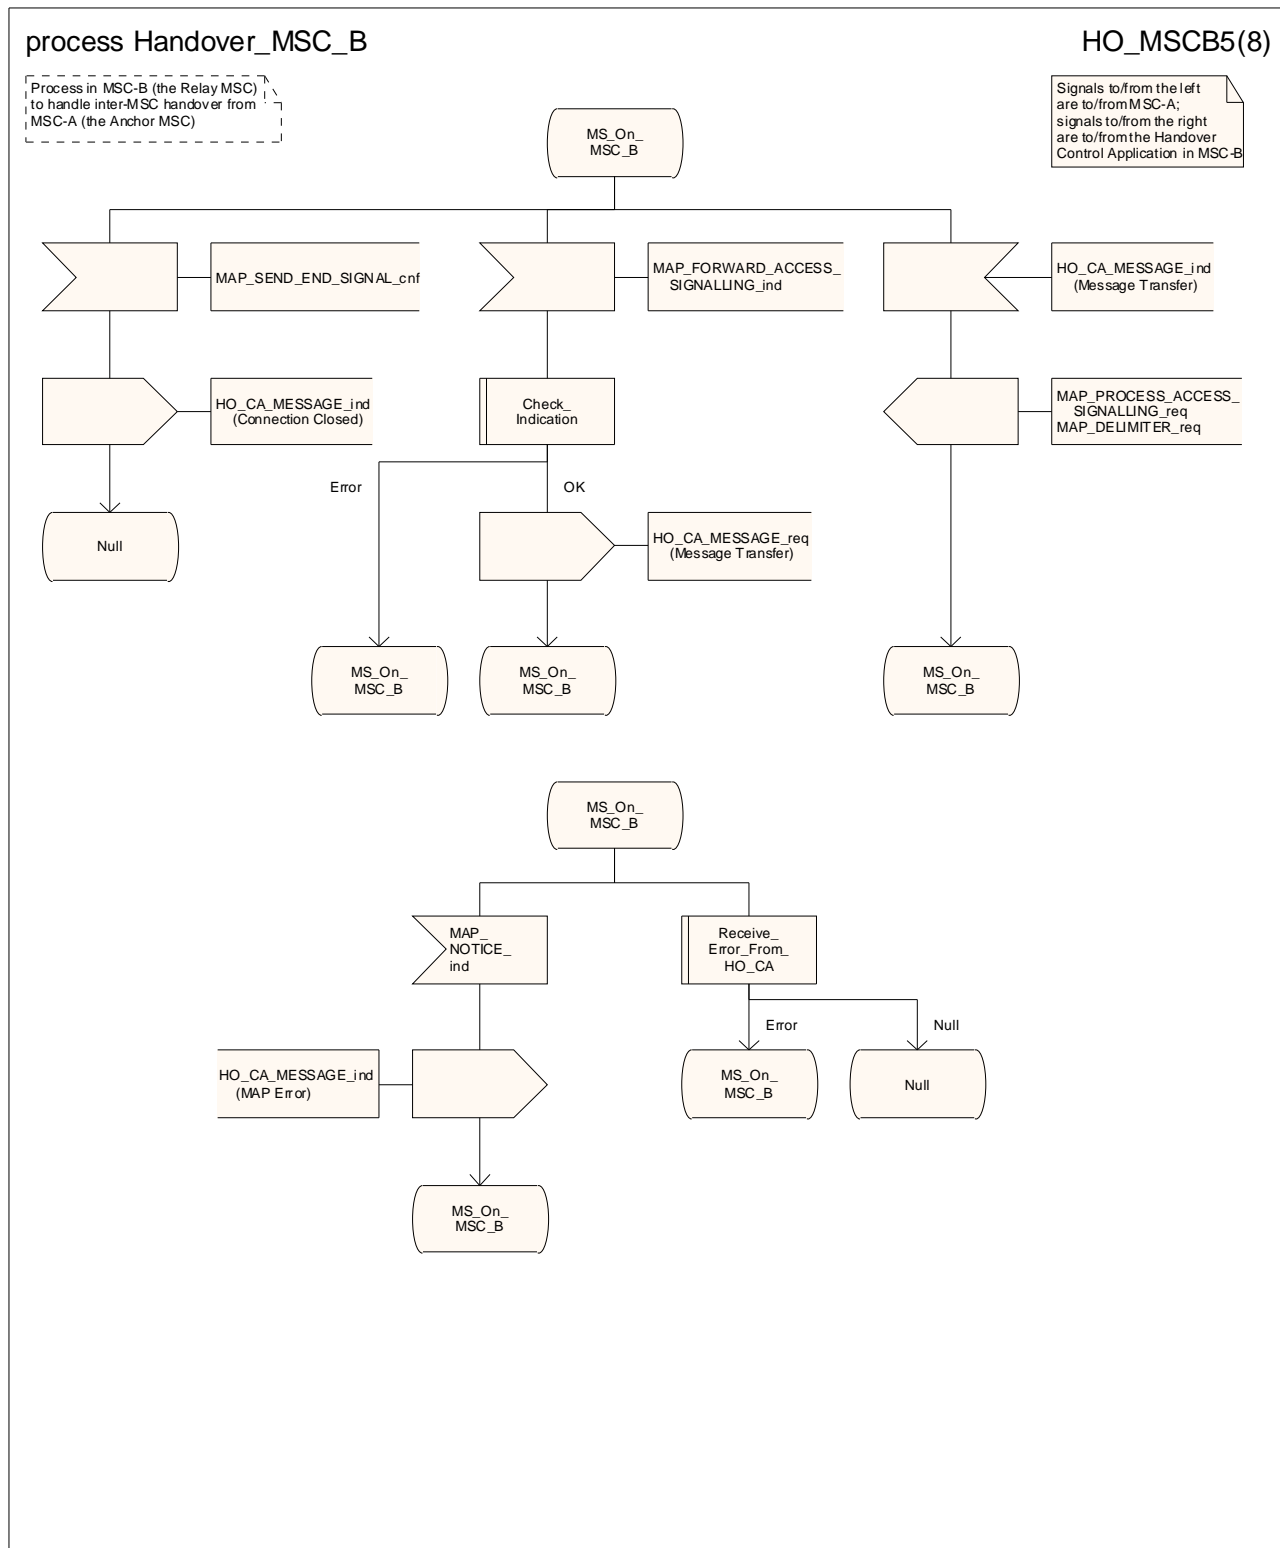 process Handover_MSC_B
HO_MSCB5(8)
Process in MSC-B (the Relay MSC)
to handle inter-MSC handover from
MSC-A (the Anchor MSC)
Signals to/from the left
are to/from MSC-A;
signals to/from the right
are to/from the Handover
Control Application in MSC-B
MS_On_
MSC_B
MAP_SEND_END_SIGNAL_cnf
MAP_FORWARD_ACCESS_
SIGNALLING_ind
HO_CA_MESSAGE_ind
(Message Transfer)
HO_CA_MESSAGE_ind
(Connection Closed)
Check_
Indication
MAP_PROCESS_ACCESS_
SIGNALLING_req
MAP_DELIMITER_req
Error
OK
Null
HO_CA_MESSAGE_req
(Message Transfer)
MS_On_
MSC_B
MS_On_
MSC_B
MS_On_
MSC_B
MS_On_
MSC_B
MAP_
NOTICE_
ind
Receive_
Error_From_
HO_CA
Error
Null
HO_CA_MESSAGE_ind
(MAP Error)
MS_On_
MSC_B
Null
MS_On_
MSC_B